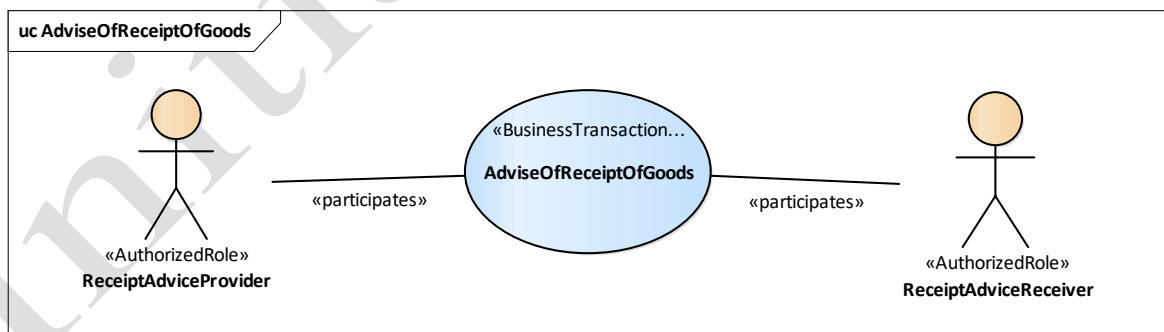 uc AdviseOfReceiptOfGoods
«BusinessTransaction…
AdviseOfReceiptOfGoods
«participates»
«participates»
«AuthorizedRole»
ReceiptAdviceProvider
«AuthorizedRole»
ReceiptAdviceReceiver